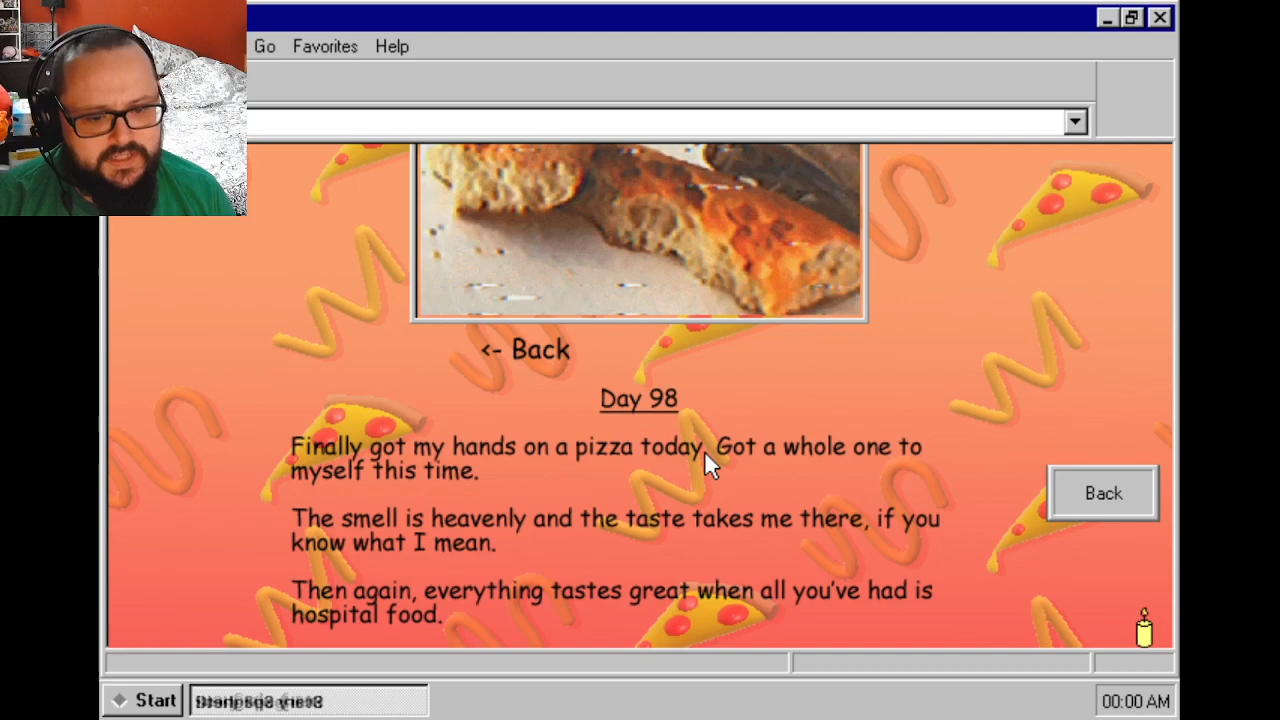 Go Favorites Help
<- Back
Day 98
Finally got my hands on a pizza today. Got a whole one to
myself this time.
The smell is heavenly and the taste takes me there, if you
know what I mean.
Back
Then again, everything tastes great when all you've had is
hospital food.
Start
00:00 AM